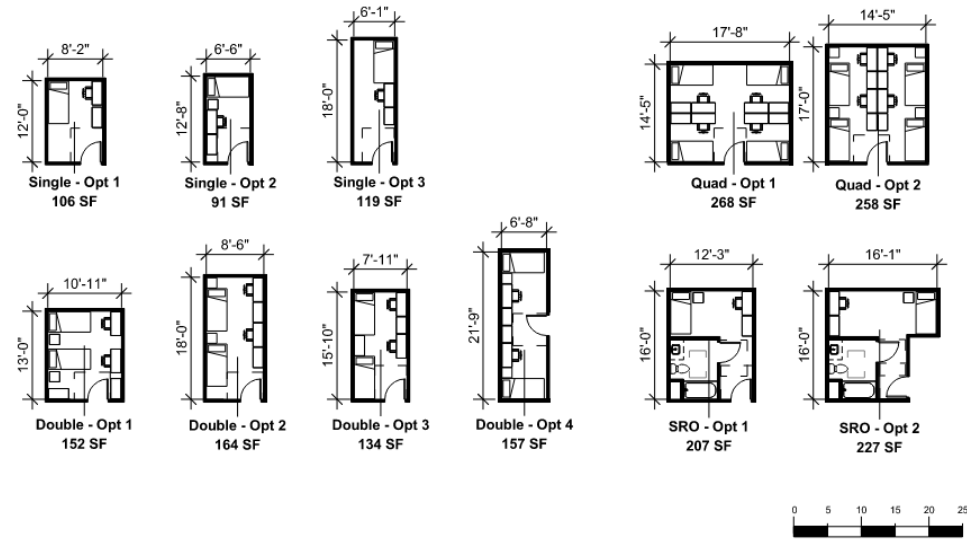 8'-2"
12'-0"
Single - Opt 1
106 SF
6'-6"
12'-8"
Single - Opt 2
91 SF
6'-1"
18'-0"
Single - Opt 3
119 SF
17'-8"
14'-5"
Quad - Opt 1
268 SF
14'-5"
17'-0"
Quad - Opt 2
258 SF
10'-11"
13'-0"
Double - Opt 1
152 SF
8'-6"
18'-0"
Double - Opt 2
164 SF
7'-11"
15'-10"
Double - Opt 3
134 SF
6'-8"
21'-9"
Double - Opt 4
157 SF
12'-3"
16'-0"
SRO - Opt 1
207 SF
16'-1"
16'-0"
SRO - Opt 2
227 SF
0 5 10 15 20 25